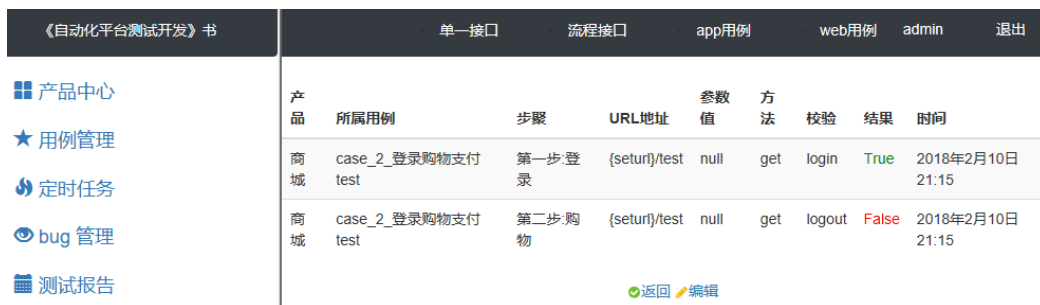 《自动化平台测试开发》书
单一接口 流程接口 app用例 web用例 admin 退出
产品中心
用例管理
定时任务
bug 管理
测试报告
产品 所属用例 步聚 URL地址 参数值 方法 校验 结果 时间
商城 case_2_登录购物支付test 第一步:登录 {seturl}/test null get login True 2018年2月10日 21:15
商城 case_2_登录购物支付test 第二步:购物 {seturl}/test null get logout False 2018年2月10日 21:15
返回 编辑